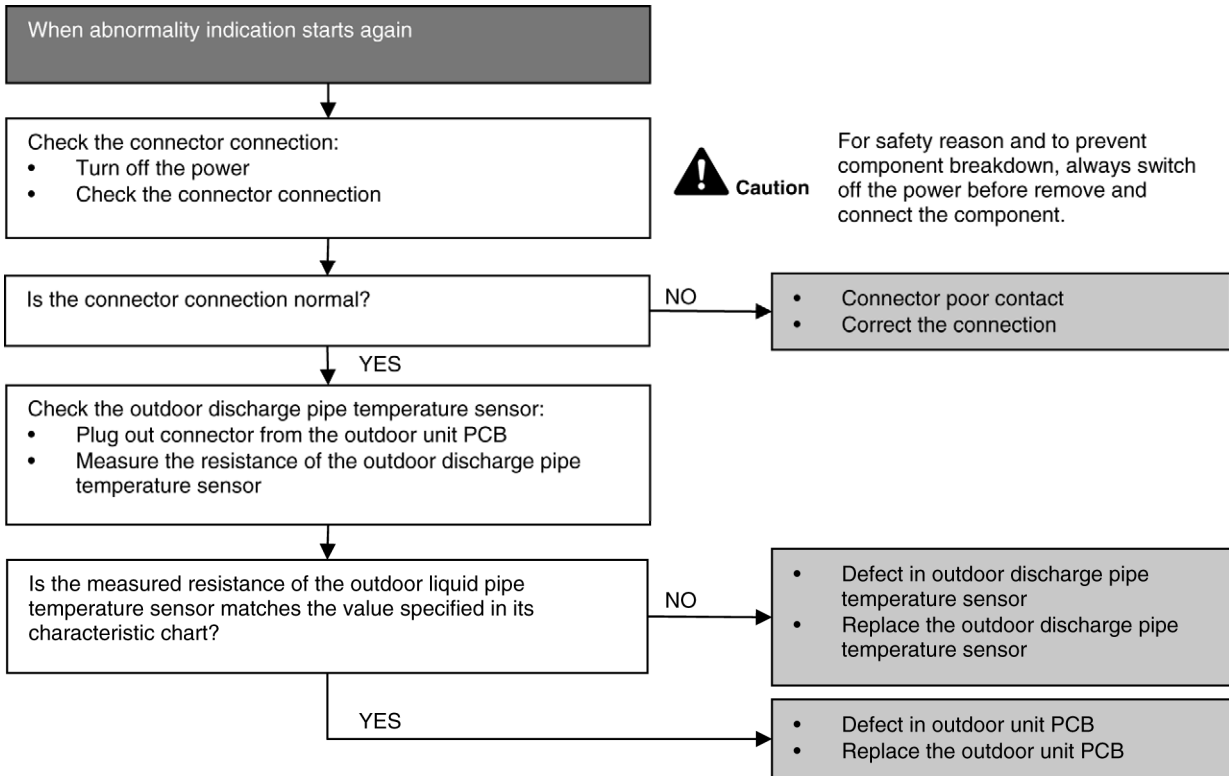 When abnormality indication starts again
Check the connector connection:
• Turn off the power
• Check the connector connection
Caution
For safety reason and to prevent
component breakdown, always switch
off the power before remove and
connect the component.
Is the connector connection normal?
NO
• Connector poor contact
• Correct the connection
YES
Check the outdoor discharge pipe temperature sensor:
• Plug out connector from the outdoor unit PCB
• Measure the resistance of the outdoor discharge pipe
temperature sensor
Is the measured resistance of the outdoor liquid pipe
temperature sensor matches the value specified in its
characteristic chart?
NO
• Defect in outdoor discharge pipe
temperature sensor
• Replace the outdoor discharge pipe
temperature sensor
YES
• Defect in outdoor unit PCB
• Replace the outdoor unit PCB